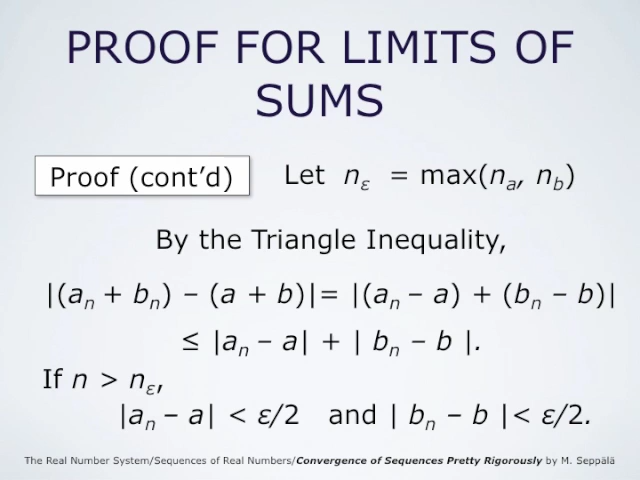 PROOF FOR LIMITS OF
SUMS
Proof (cont’d) Let nε = max(na, nb)
By the Triangle Inequality,
|(an + bn) – (a + b)|= |(an – a) + (bn – b)|
≤ |an – a| + | bn – b |.
If n > nε,
|an – a| < ε/2 and | bn – b |< ε/2.
The Real Number System/Sequences of Real Numbers/Convergence of Sequences Pretty Rigorously by M. Seppälä